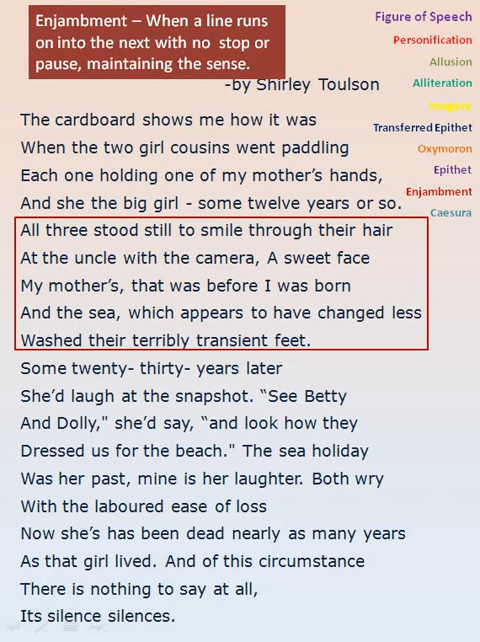 Enjambment – When a line runs
on into the next with no stop or
pause, maintaining the sense.
Figure of Speech
Personification
Allusion
Alliteration
Imagery
Transferred Epithet
Oxymoron
Epithet
Enjambment
Caesura
-by Shirley Toulson
The cardboard shows me how it was
When the two girl cousins went paddling
Each one holding one of my mother's hands,
And she the big girl - some twelve years or so.
All three stood still to smile through their hair
At the uncle with the camera, A sweet face
My mother's, that was before I was born
And the sea, which appears to have changed less
Washed their terribly transient feet.
Some twenty- thirty- years later
She'd laugh at the snapshot. “See Betty
And Dolly," she'd say, “and look how they
Dressed us for the beach." The sea holiday
Was her past, mine is her laughter. Both wry
With the laboured ease of loss
Now she's has been dead nearly as many years
As that girl lived. And of this circumstance
There is nothing to say at all,
Its silence silences.